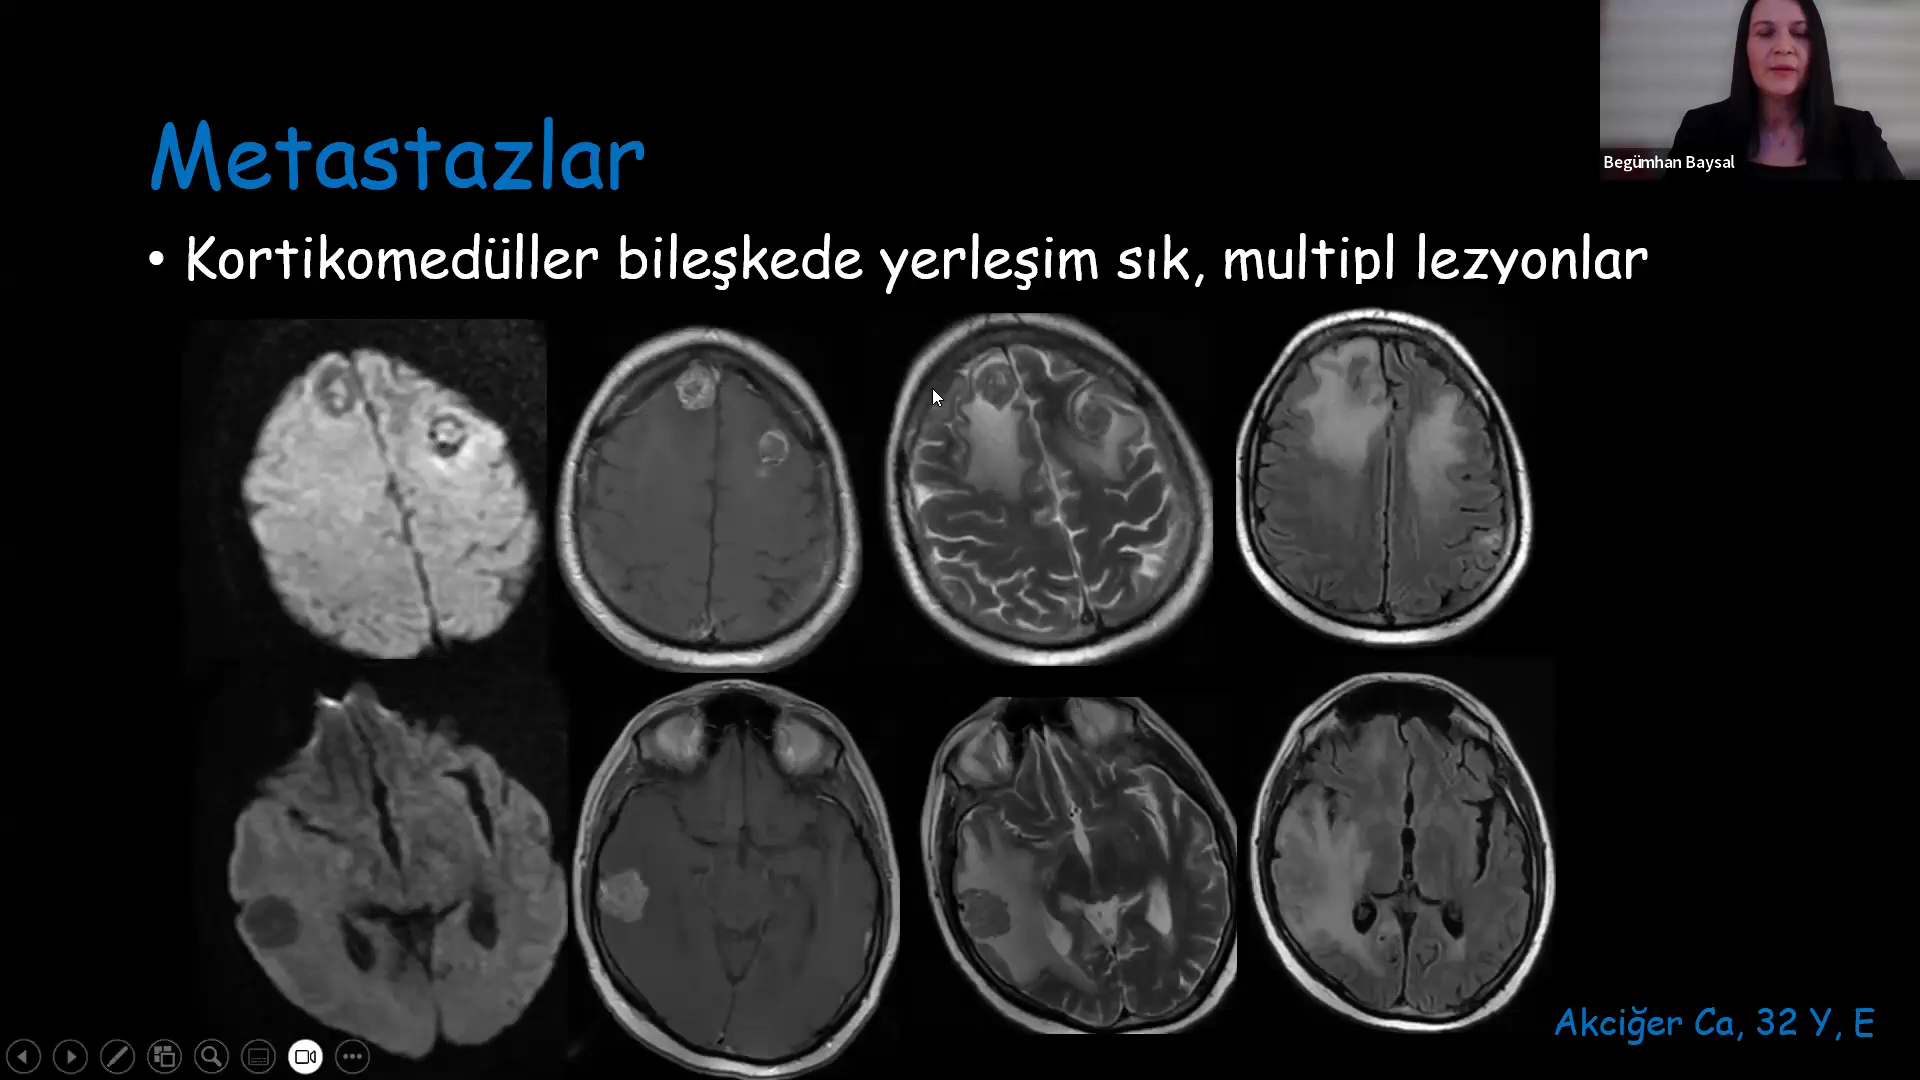 Begümhan Baysal
Metastazlar
• Kortikomedüller bileşkede yerleşim sık, multipl lezyonlar
Akciğer Ca, 32 Y, E